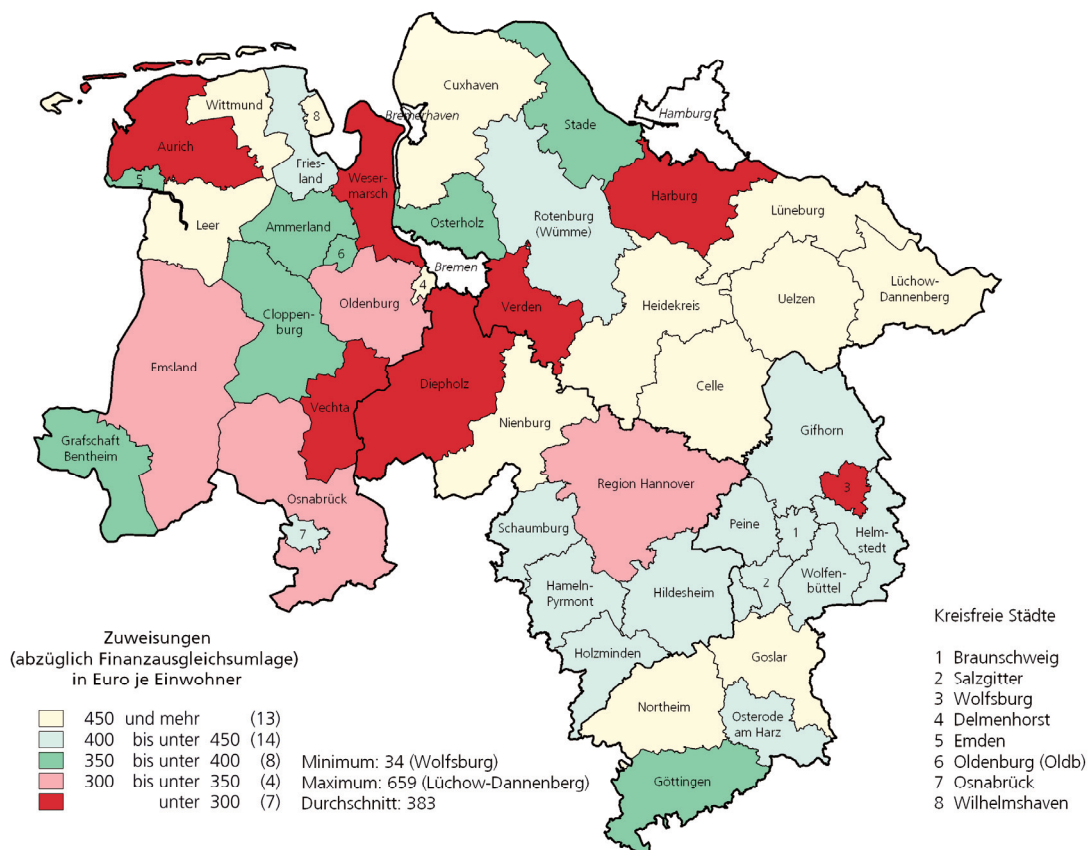 Cuxhaven
Wittmund
8
Bremerhaven
Hamburg
Stade
Aurich
Fries-
land
Weser-
marsch
5
Harburg
Leer
Ammerland
Osterholz
Rotenburg
(Wümme)
Lüneburg
6
Bremen
4
Oldenburg
Verden
Heidekreis
Uelzen
Lüchow-
Dannenberg
Cloppen-
burg
Emsland
Diepholz
Celle
Vechta
Nienburg
Gifhorn
Grafschaft
Bentheim
Osnabrück
7
Region Hannover
3
Schaumburg
Peine
1
Helm-
stedt
Hameln-
Pyrmont
Hildesheim
2
Wolfen-
büttel
Holzminden
Goslar
Northeim
Osterode
am Harz
Göttingen
Zuweisungen
(abzüglich Finanzausgleichsumlage)
in Euro je Einwohner
450 und mehr (13)
400 bis unter 450 (14)
350 bis unter 400 (8) Minimum: 34 (Wolfsburg)
300 bis unter 350 (4) Maximum: 659 (Lüchow-Dannenberg)
unter 300 (7) Durchschnitt: 383
Kreisfreie Städte
1 Braunschweig
2 Salzgitter
3 Wolfsburg
4 Delmenhorst
5 Emden
6 Oldenburg (Oldb)
7 Osnabrück
8 Wilhelmshaven